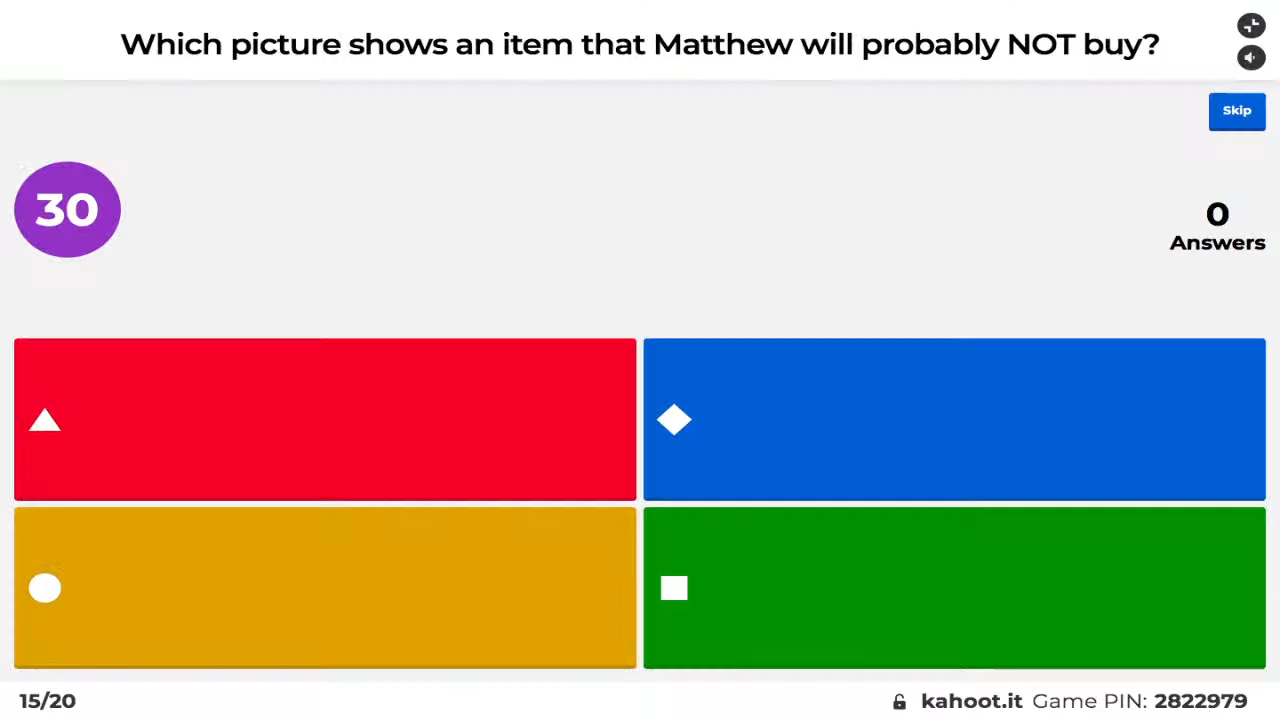 Which picture shows an item that Matthew will probably NOT buy?
Skip
30
0
Answers
15/20
kahoot.it Game PIN: 2822979